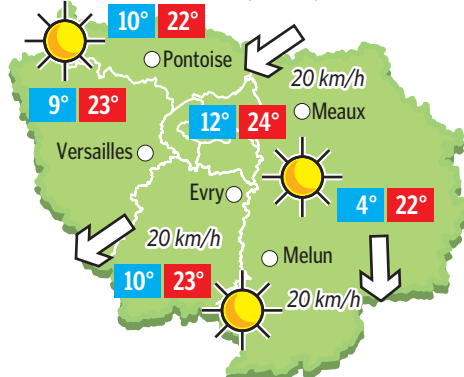 10° 22°
Pontoise
20 km/h
9° 23°
12° 24°
Meaux
Versailles
Evry
4° 22°
20 km/h
Melun
10° 23°
20 km/h